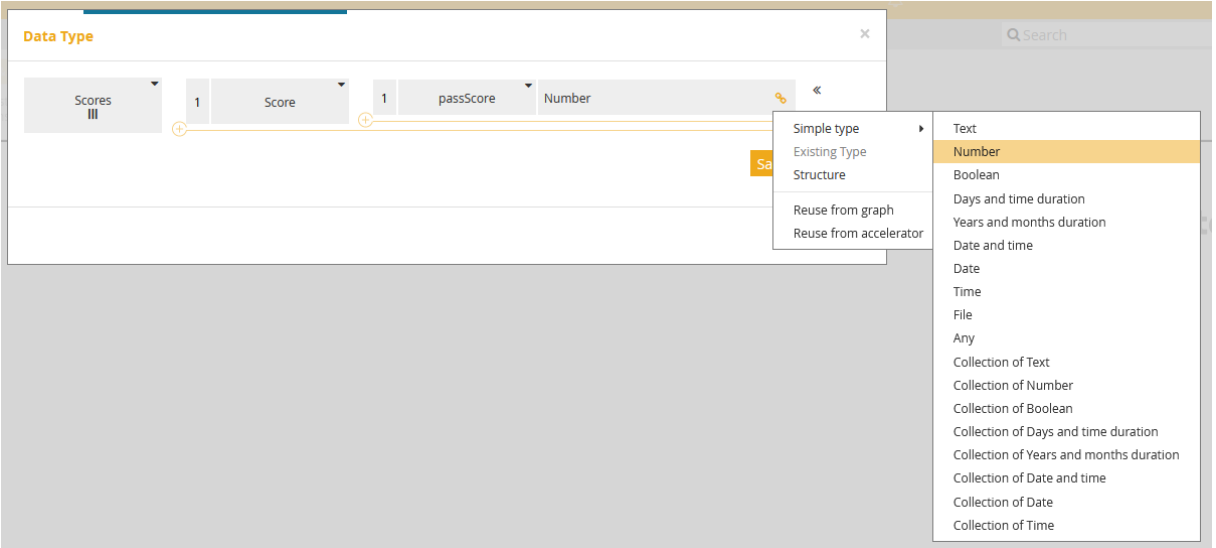 Search
Data Type
×
Scores
1
Score
1
passScore
Number
«
Sa
Simple type
Existing Type
Structure
Reuse from graph
Reuse from accelerator
Text
Number
Boolean
Days and time duration
Years and months duration
Date and time
Date
Time
File
Any
Collection of Text
Collection of Number
Collection of Boolean
Collection of Days and time duration
Collection of Years and months duration
Collection of Date and time
Collection of Date
Collection of Time